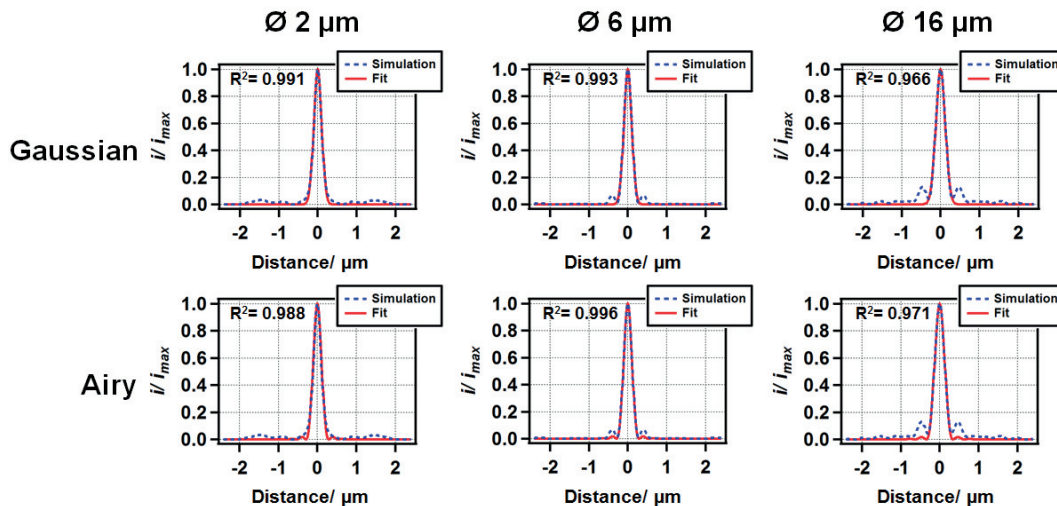 Ø 2 µm Ø 6 µm Ø 16 µm
Gaussian
i/ i_max
1.0
0.8
0.6
0.4
0.2
0.0
R²= 0.991
Simulation
Fit
-2 -1 0 1 2
Distance/ µm
i/ i_max
1.0
0.8
0.6
0.4
0.2
0.0
R²= 0.993
Simulation
Fit
-2 -1 0 1 2
Distance/ µm
i/ i_max
1.0
0.8
0.6
0.4
0.2
0.0
R²= 0.966
Simulation
Fit
-2 -1 0 1 2
Distance/ µm
Airy
i/ i_max
1.0
0.8
0.6
0.4
0.2
0.0
R²= 0.988
Simulation
Fit
-2 -1 0 1 2
Distance/ µm
i/ i_max
1.0
0.8
0.6
0.4
0.2
0.0
R²= 0.996
Simulation
Fit
-2 -1 0 1 2
Distance/ µm
i/ i_max
1.0
0.8
0.6
0.4
0.2
0.0
R²= 0.971
Simulation
Fit
-2 -1 0 1 2
Distance/ µm